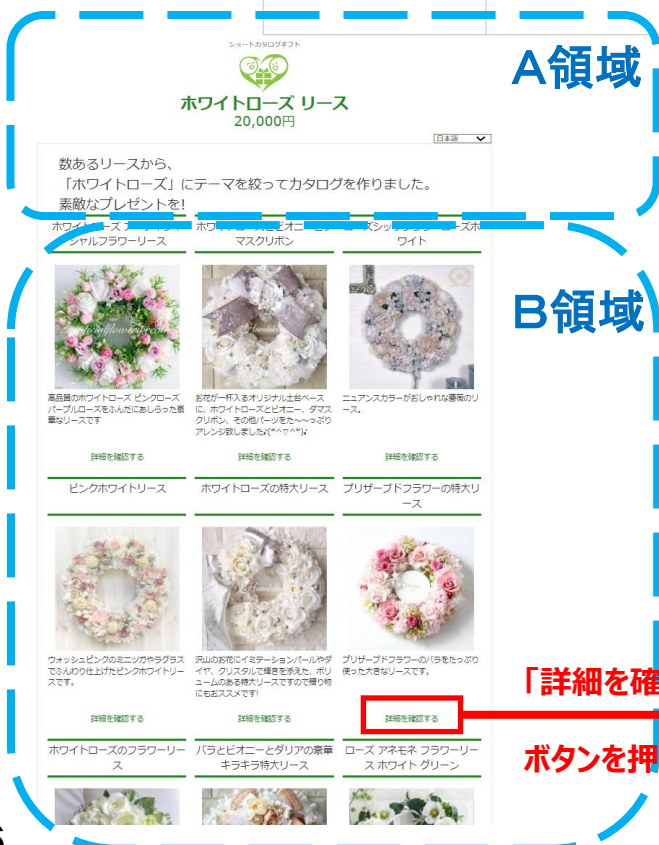 ショートカタログギフト
A領域
ホワイトローズ リース
20,000円
日本語
数あるリースから、
「ホワイトローズ」にテーマを絞ってカタログを作りました。
素敵なプレゼントを!
シャルフラワーリース
マスクリボン
ワイト
B領域
高品質のホワイトローズ ピンクローズ
パープルローズをふんだにあしらった豪
華なリースです
お花が一杯入るオリジナル土台ベース
に、ホワイトローズとピオニー、ダマス
クリボン、その他パーツをた～～っぷり
アレンジ致しました♪(*^▽^*)♪
ニュアンスカラーがおしゃれな薔薇のリ
ース。
詳細を確認する
詳細を確認する
詳細を確認する
ピンクホワイトリース
ホワイトローズの特大リース
プリザーブドフラワーの特大リ
ース
ウォッシュピンクのミニツガやラグラス
でふんわり仕上げたピンクホワイトリー
スです。
沢山のお花にイミテーションパールやダ
イヤ、クリスタルで輝きを添えた、ボリ
ュームのある特大リースですので贈り物
にもおススメです!
プリザーブドフラワーのバラをたっぷり
使った大きなリースです。
「詳細を確
ボタンを押
詳細を確認する
詳細を確認する
詳細を確認する
ホワイトローズのフラワーリー
ス
バラとピオニーとダリアの豪華
キラキラ特大リース
ローズ アネモネ フラワーリー
ス ホワイト グリーン